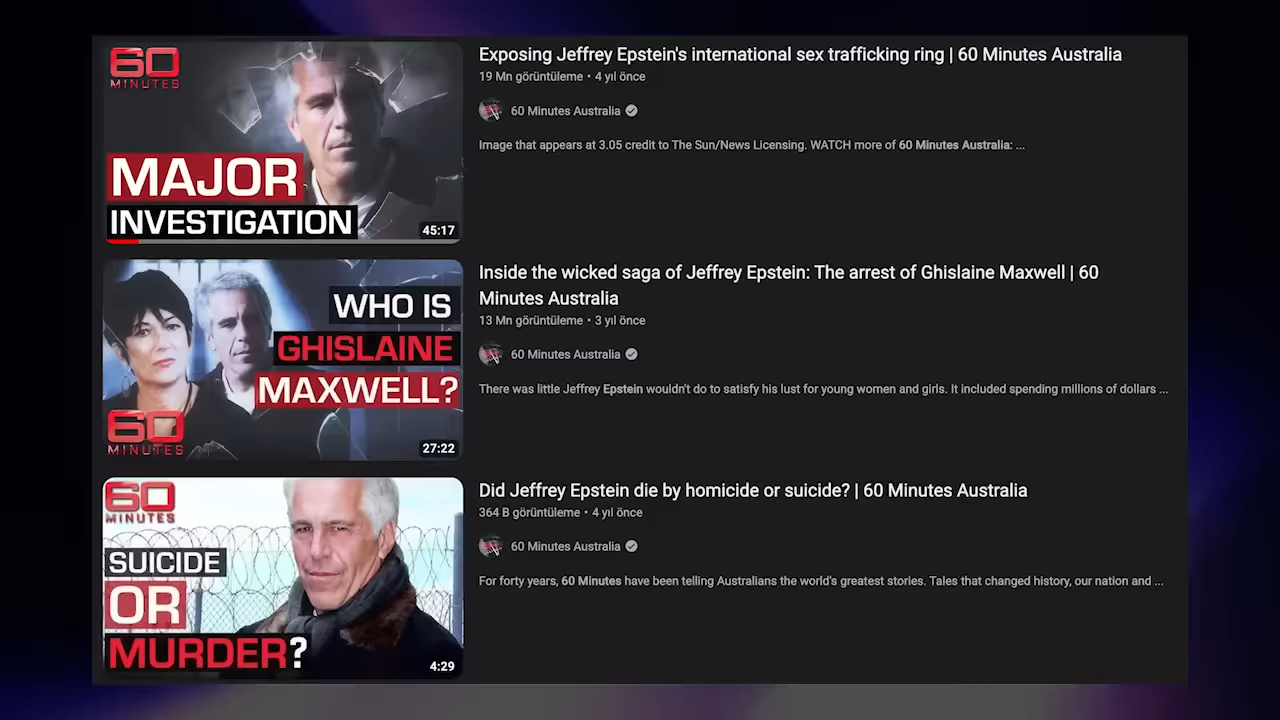 60
MINUTES
MAJOR
INVESTIGATION
45:17
Exposing Jeffrey Epstein's international sex trafficking ring | 60 Minutes Australia
19 Mn görüntüleme • 4 yıl önce
60 Minutes Australia
Image that appears at 3.05 credit to The Sun/News Licensing. WATCH more of 60 Minutes Australia: ...
WHO IS
GHISLAINE
MAXWELL?
60
MINUTES
27:22
Inside the wicked saga of Jeffrey Epstein: The arrest of Ghislaine Maxwell | 60
Minutes Australia
13 Mn görüntüleme • 3 yıl önce
60 Minutes Australia
There was little Jeffrey Epstein wouldn't do to satisfy his lust for young women and girls. It included spending millions of dollars ...
60
MINUTES
SUICIDE
OR
MURDER?
4:29
Did Jeffrey Epstein die by homicide or suicide? | 60 Minutes Australia
364 B görüntüleme • 4 yıl önce
60 Minutes Australia
For forty years, 60 Minutes have been telling Australians the world's greatest stories. Tales that changed history, our nation and ...